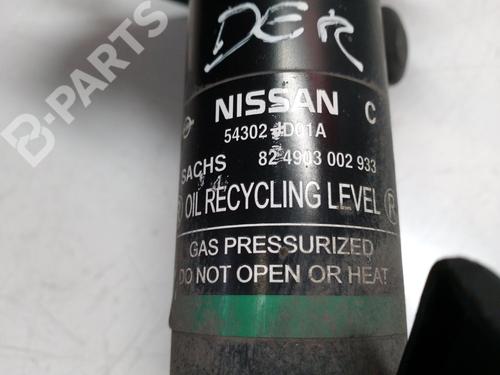 DER
B-PARTS
NISSAN C
54302-JD01A
SACHS 82 4903 002 933
® OIL RECYCLING LEVEL ®
GAS PRESSURIZED
DO NOT OPEN OR HEAT